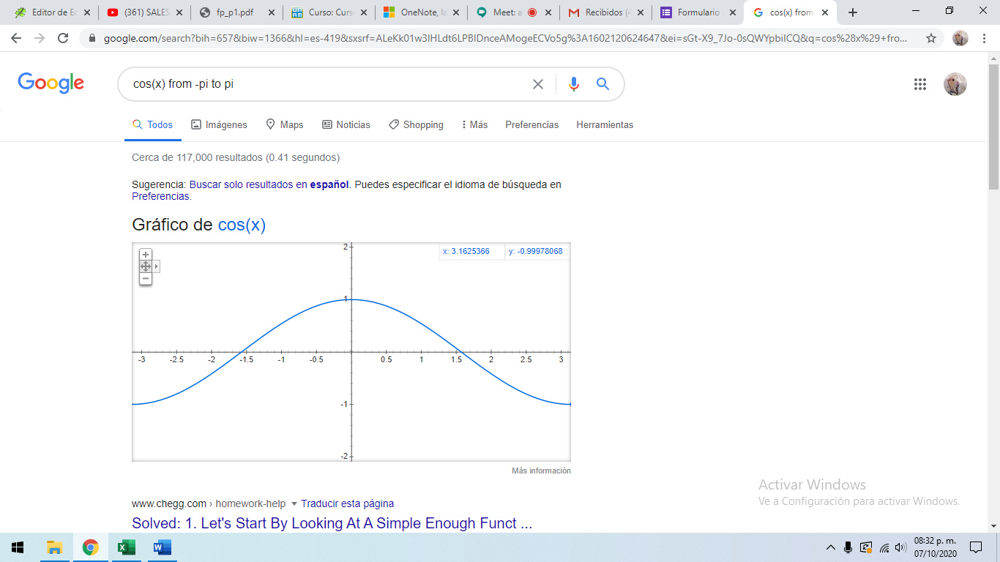 Editor de Ec
(361) SALES
fp_p1.pdf
Curso: Curs
OneNote, la
Meet: a
Recibidos (4
Formulario
cos(x) from
google.com/search?bih=657&biw=1366&hl=es-419&sxsrf=ALeKk01w3IHLdt6LPBIDnceAMogeECVo5g%3A1602120624647&ei=sGt-X9_7Jo-0sQWYpbiICQ&q=cos%28x%29+fro...
Google
cos(x) from -pi to pi
Todos Imágenes Maps Noticias Shopping Más Preferencias Herramientas
Cerca de 117,000 resultados (0.41 segundos)
Sugerencia: Buscar solo resultados en español. Puedes especificar el idioma de búsqueda en
Preferencias.
Gráfico de cos(x)
x: 3.1625366 y: -0.99978068
2
1
-3 -2.5 -2 -1.5 -1 -0.5 0.5 1 1.5 2 2.5 3
-1
-2
Más información
www.chegg.com › homework-help Traducir esta página
Solved: 1. Let's Start By Looking At A Simple Enough Funct ...
Activar Windows
Ve a Configuración para activar Windows.
08:32 p. m.
07/10/2020